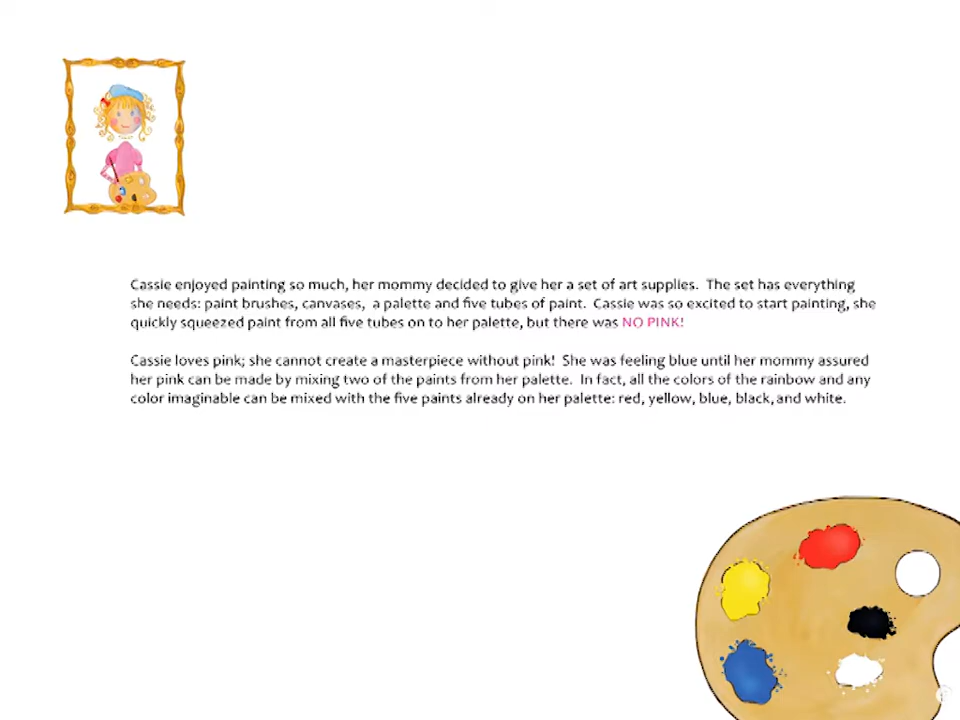 Cassie enjoyed painting so much, her mommy decided to give her a set of art supplies. The set has everything
she needs: paint brushes, canvases, a palette and five tubes of paint. Cassie was so excited to start painting, she
quickly squeezed paint from all five tubes on to her palette, but there was NO PINK!
Cassie loves pink; she cannot create a masterpiece without pink! She was feeling blue until her mommy assured
her pink can be made by mixing two of the paints from her palette. In fact, all the colors of the rainbow and any
color imaginable can be mixed with the five paints already on her palette: red, yellow, blue, black, and white.